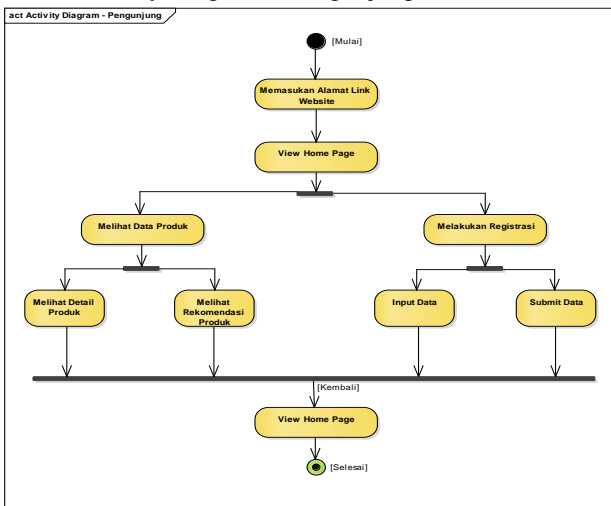 act Activity Diagram - Pengunjung
[Mulai]
Memasukan Alamat Link
Website
View Home Page
Melihat Data Produk
Melakukan Registrasi
Melihat Detail
Produk
Melihat
Rekomendasi
Produk
Input Data
Submit Data
[Kembali]
View Home Page
[Selesai]